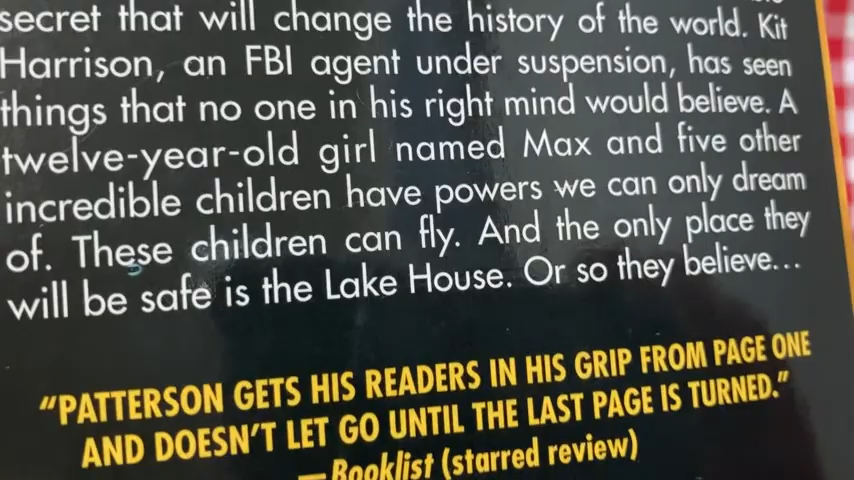 secret that will change the history of the world. Kit
Harrison, an FBI agent under suspension, has seen
things that no one in his right mind would believe. A
twelve-year-old girl named Max and five other
incredible children have powers we can only dream
of. These children can fly. And the only place they
will be safe is the Lake House. Or so they believe...
“PATTERSON GETS HIS READERS IN HIS GRIP FROM PAGE ONE
AND DOESN’T LET GO UNTIL THE LAST PAGE IS TURNED.”
—Booklist (starred review)